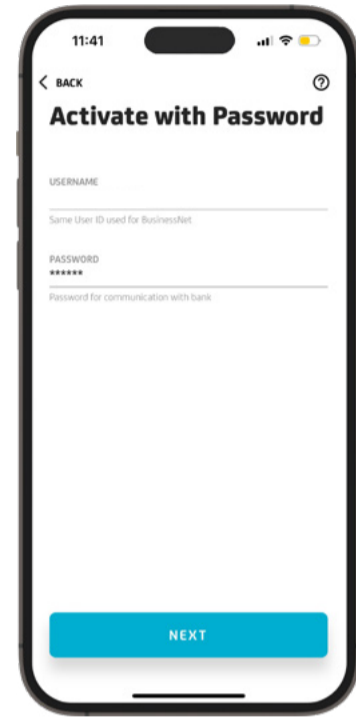 11:41
BACK
Activate with Password
USERNAME
Same User ID used for BusinessNet
PASSWORD
******
Password for communication with bank
NEXT